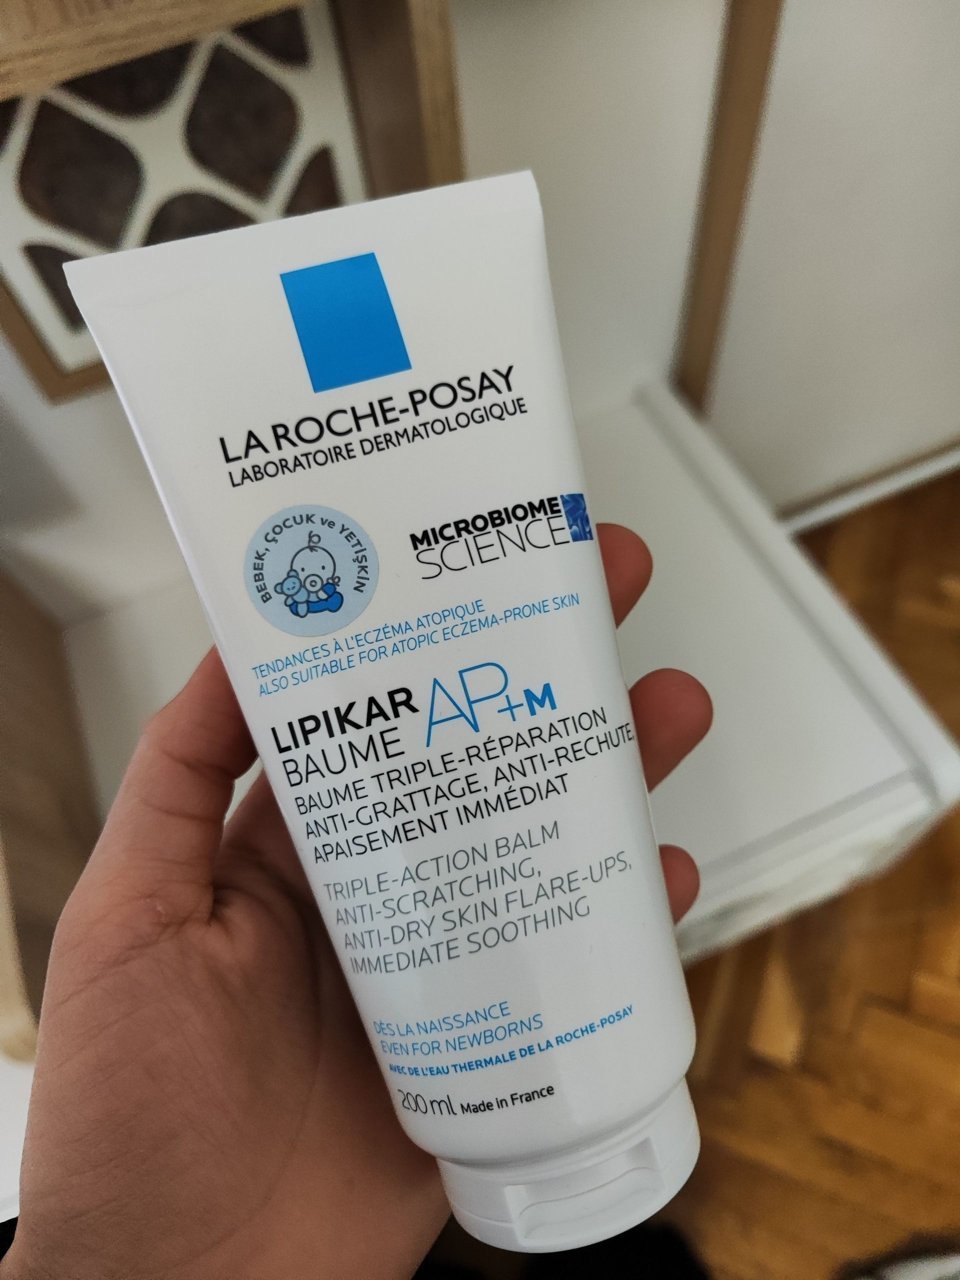 LA ROCHE-POSAY
LABORATOIRE DERMATOLOGIQUE
BEBEK, ÇOCUK ve YETİŞKİN
MICROBIOME
SCIENCE
TENDANCES À L'ECZÉMA ATOPIQUE
ALSO SUITABLE FOR ATOPIC ECZEMA-PRONE SKIN
LIPIKAR AP+M
BAUME
BAUME TRIPLE-RÉPARATION
ANTI-GRATTAGE, ANTI-RECHUTE,
APAISEMENT IMMÉDIAT
TRIPLE-ACTION BALM
ANTI-SCRATCHING,
ANTI-DRY SKIN FLARE-UPS,
IMMEDIATE SOOTHING
DÈS LA NAISSANCE
EVEN FOR NEWBORNS
AVEC DE L'EAU THERMALE DE LA ROCHE-POSAY
200 ml Made in France